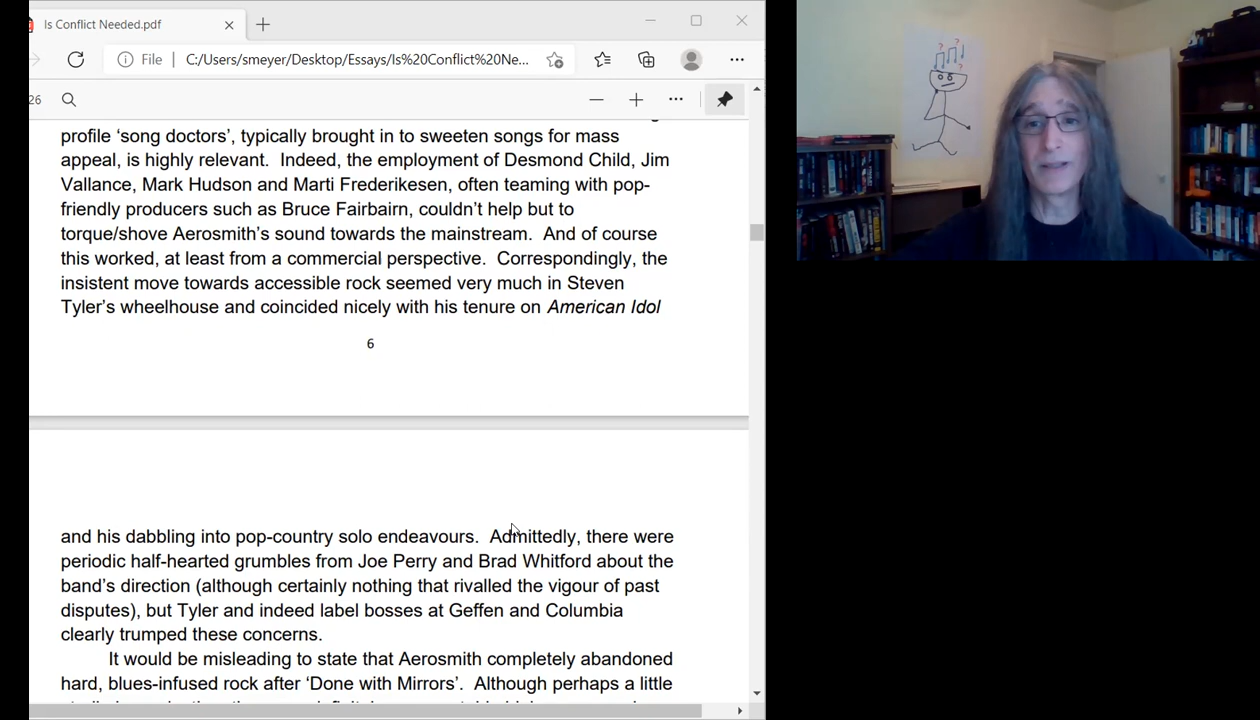 Is Conflict Needed.pdf
File
C:/Users/smeyer/Desktop/Essays/Is%20Conflict%20Ne...
26
profile ‘song doctors’, typically brought in to sweeten songs for mass
appeal, is highly relevant. Indeed, the employment of Desmond Child, Jim
Vallance, Mark Hudson and Marti Frederikesen, often teaming with pop-
friendly producers such as Bruce Fairbairn, couldn’t help but to
torque/shove Aerosmith’s sound towards the mainstream. And of course
this worked, at least from a commercial perspective. Correspondingly, the
insistent move towards accessible rock seemed very much in Steven
Tyler’s wheelhouse and coincided nicely with his tenure on American Idol
6
and his dabbling into pop-country solo endeavours. Admittedly, there were
periodic half-hearted grumbles from Joe Perry and Brad Whitford about the
band’s direction (although certainly nothing that rivalled the vigour of past
disputes), but Tyler and indeed label bosses at Geffen and Columbia
clearly trumped these concerns.
It would be misleading to state that Aerosmith completely abandoned
hard, blues-infused rock after ‘Done with Mirrors’. Although perhaps a little